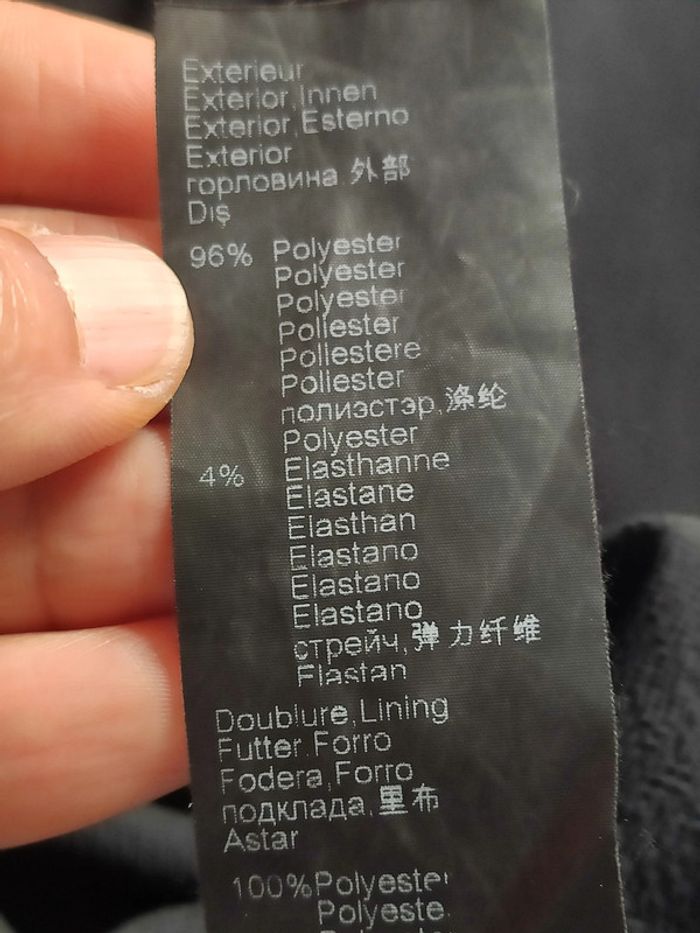 Exterieur
Exterior,Innen
Exterior,Esterno
Exterior
горловина.外部
Dış
96% Polyester
Polyester
Polyester
Poliester
Poliestere
Poliester
полиэстэр,涤纶
Polyester
4% Elasthanne
Elastane
Elasthan
Elastano
Elastano
Elastano
стрейч,弹力纤维
Elastan
Doublure,Lining
Futter.Forro
Fodera,Forro
подклада,里布
Astar
100%Polyester
Polyeste